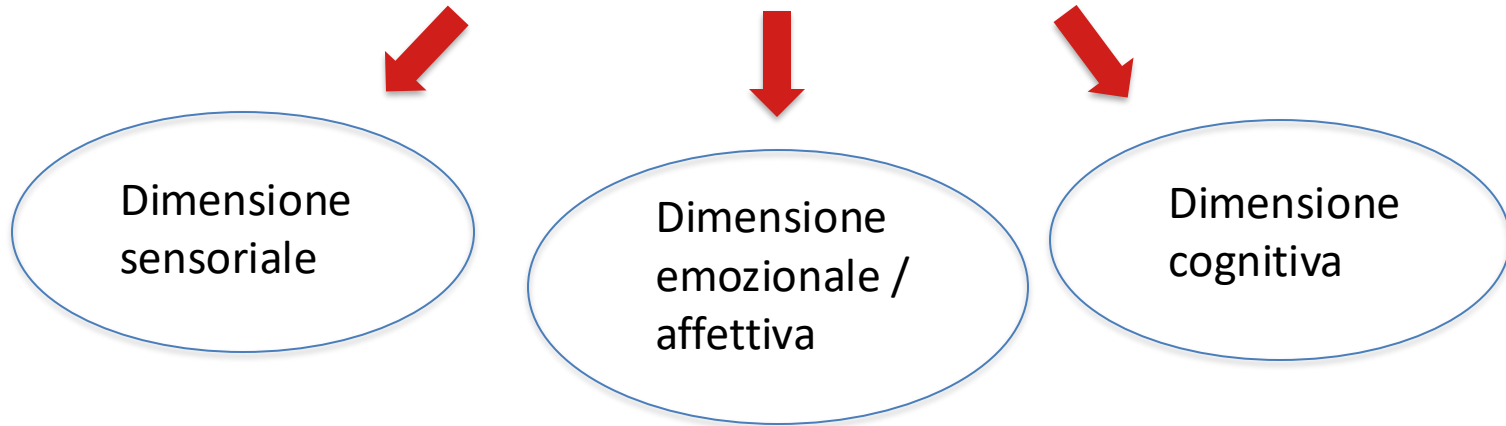 Dimensione
sensoriale
Dimensione
emozionale /
affettiva
Dimensione
cognitiva